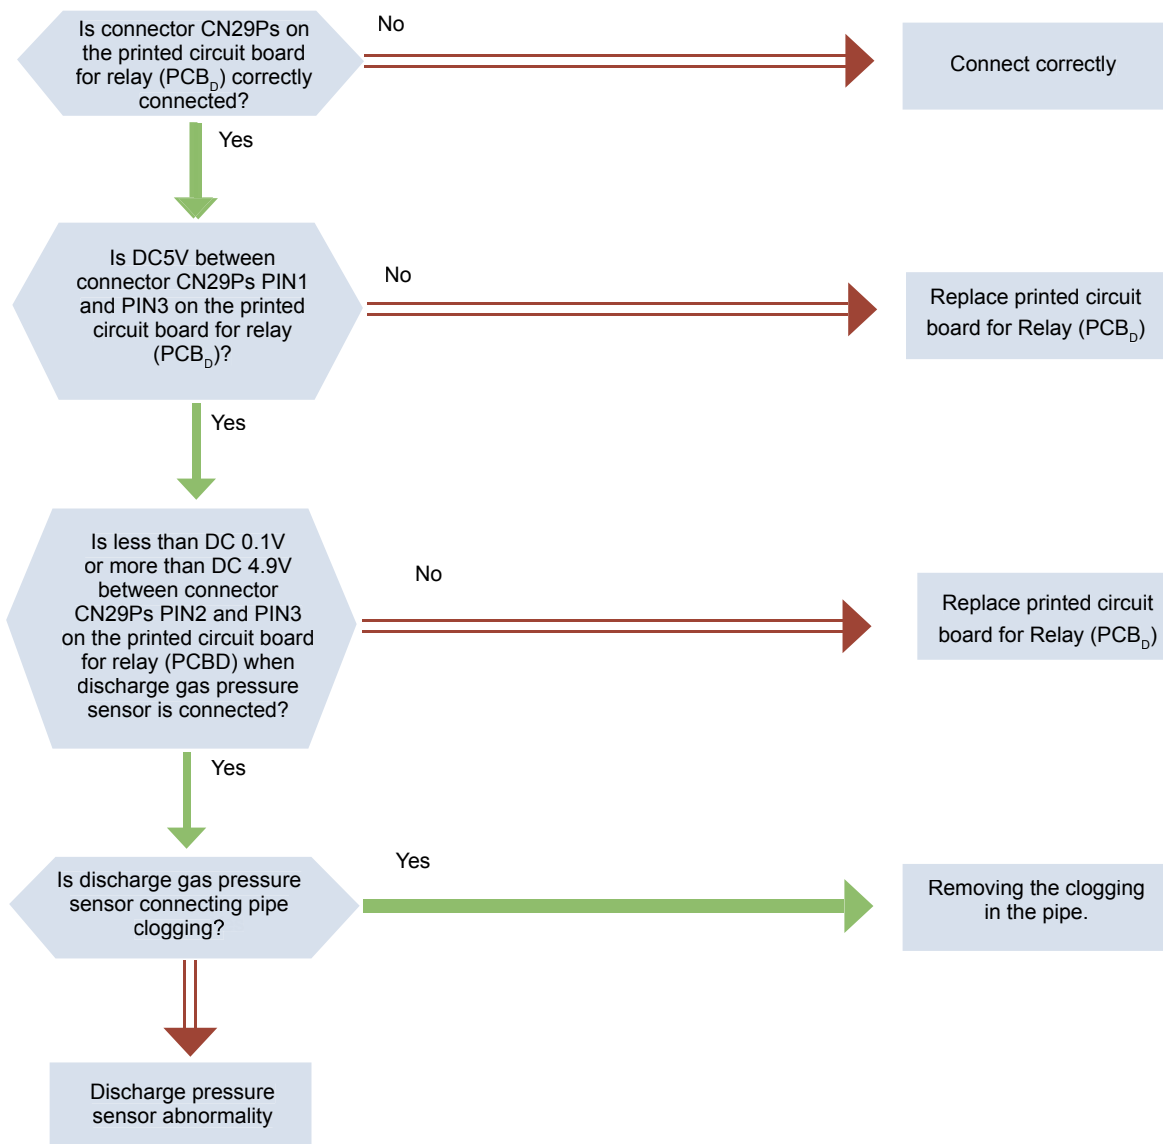 Is connector CN29Ps on
the printed circuit board
for relay (PCB_D) correctly
connected?
No
Connect correctly
Yes
Is DC5V between
connector CN29Ps PIN1
and PIN3 on the printed
circuit board for relay
(PCB_D)?
No
Replace printed circuit
board for Relay (PCB_D)
Yes
Is less than DC 0.1V
or more than DC 4.9V
between connector
CN29Ps PIN2 and PIN3
on the printed circuit board
for relay (PCBD) when
discharge gas pressure
sensor is connected?
No
Replace printed circuit
board for Relay (PCB_D)
Yes
Is discharge gas pressure
sensor connecting pipe
clogging?
Yes
Removing the clogging
in the pipe.
Discharge pressure
sensor abnormality